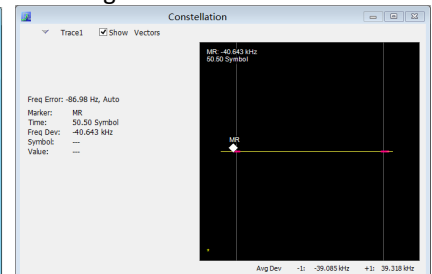 Constellation
Trace1 Show Vectors
MR: -40.643 kHz
50.50 Symbol
Freq Error: -86.98 Hz, Auto
Marker: MR
Time: 50.50 Symbol
Freq Dev: -40.643 kHz
Symbol: ---
Value: ---
MR
Avg Dev -1: -39.085 kHz +1: 39.318 kHz